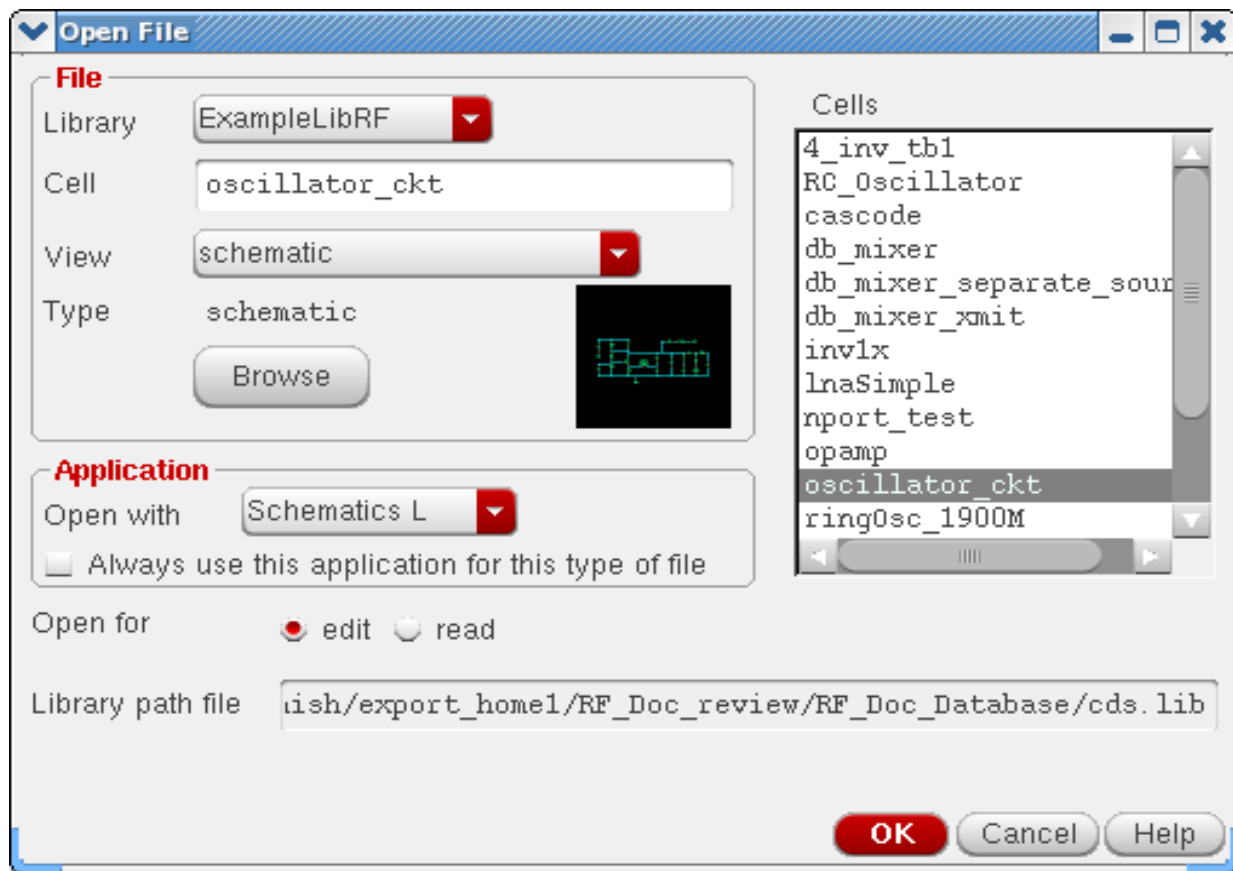 Open File
File
Library ExampleLibRF
Cell oscillator_ckt
View schematic
Type schematic
Browse
Application
Open with Schematics L
Always use this application for this type of file
Open for edit read
Library path file ish/export_home1/RF_Doc_review/RF_Doc_Database/cds.lib
Cells
4_inv_tb1
RC_Oscillator
cascode
db_mixer
db_mixer_separate_sour
db_mixer_xmit
inv1x
lnaSimple
nport_test
opamp
oscillator_ckt
ringOsc_1900M
OK Cancel Help